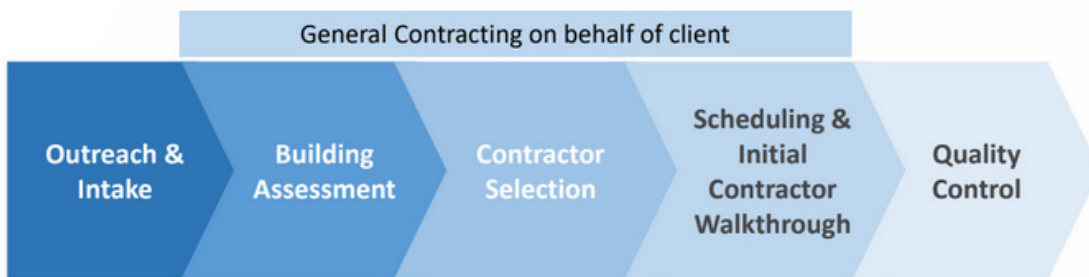 General Contracting on behalf of client
Outreach &
Intake
Building
Assessment
Contractor
Selection
Scheduling &
Initial
Contractor
Walkthrough
Quality
Control